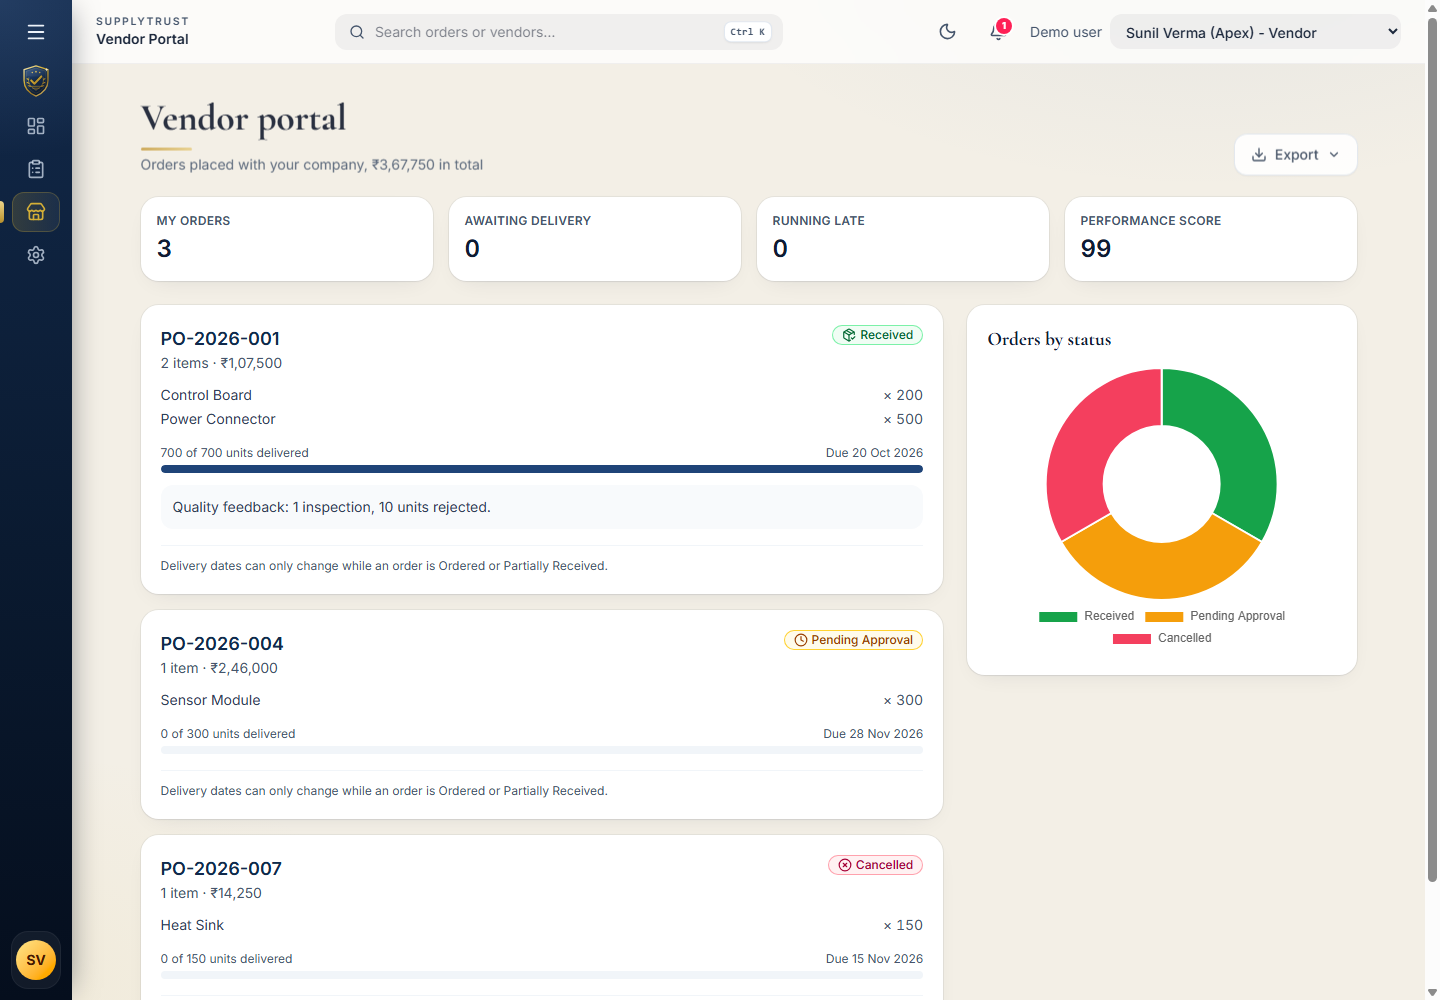 SUPPLYTRUST
Vendor Portal
Search orders or vendors...
Ctrl K
1
Demo user
Sunil Verma (Apex) - Vendor
Vendor portal
Orders placed with your company, ₹3,67,750 in total
Export
MY ORDERS
3
AWAITING DELIVERY
0
RUNNING LATE
0
PERFORMANCE SCORE
99
PO-2026-001
Received
2 items · ₹1,07,500
Control Board
× 200
Power Connector
× 500
700 of 700 units delivered
Due 20 Oct 2026
Quality feedback: 1 inspection, 10 units rejected.
Delivery dates can only change while an order is Ordered or Partially Received.
Orders by status
Received
Pending Approval
Cancelled
PO-2026-004
Pending Approval
1 item · ₹2,46,000
Sensor Module
× 300
0 of 300 units delivered
Due 28 Nov 2026
Delivery dates can only change while an order is Ordered or Partially Received.
PO-2026-007
Cancelled
1 item · ₹14,250
Heat Sink
× 150
0 of 150 units delivered
Due 15 Nov 2026
SV